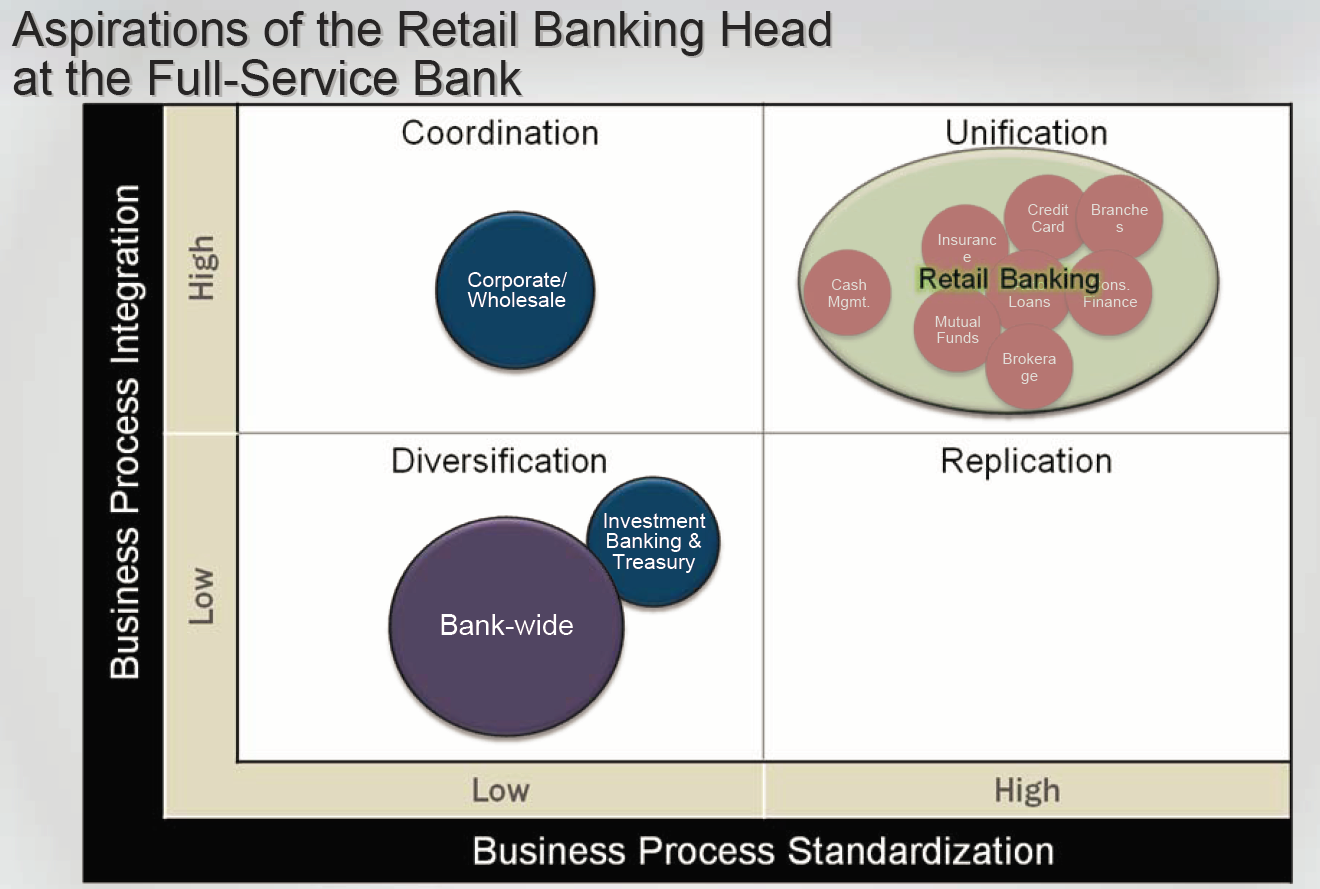 Aspirations of the Retail Banking Head
at the Full-Service Bank
Business Process Integration
High
Low
Coordination
Corporate/
Wholesale
Unification
Credit
Card
Branche
s
Insuranc
e
Retail Banking
Cash
Mgmt.
Loans
ons.
Finance
Mutual
Funds
Brokera
ge
Diversification
Investment
Banking &
Treasury
Bank-wide
Replication
Low
High
Business Process Standardization